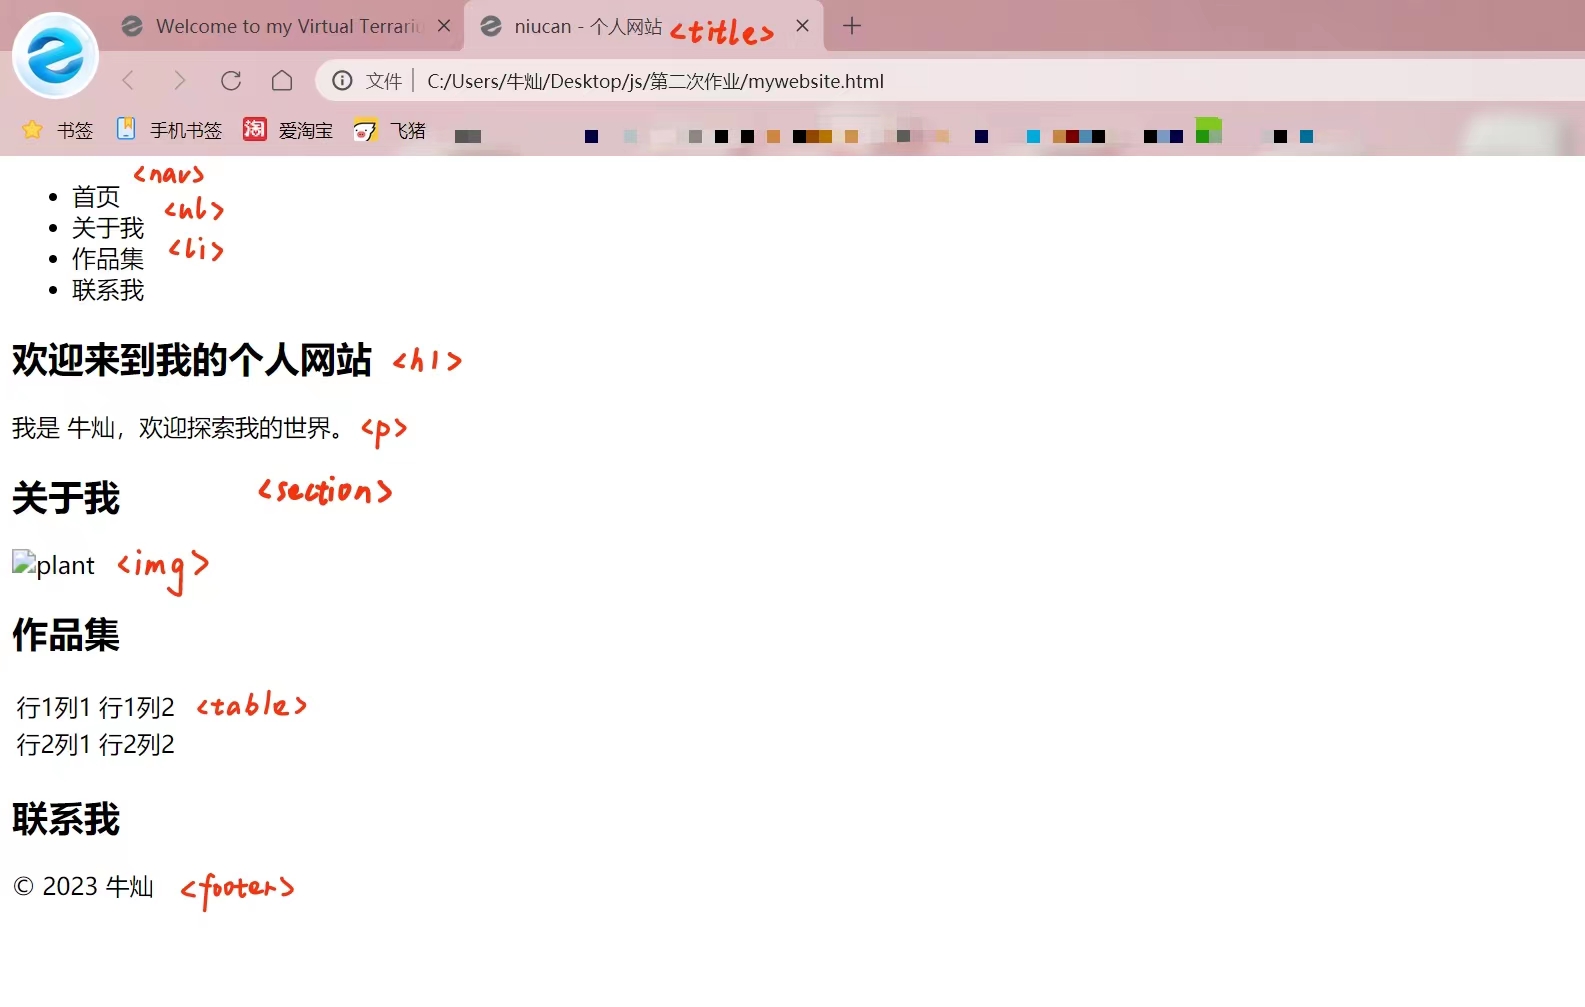 Welcome to my Virtual Terrariu
niucan - 个人网站 <title>
文件 C:/Users/牛灿/Desktop/js/第二次作业/mywebsite.html
书签 手机书签 淘 爱淘宝 飞猪
<nav>
首页
<ul>
关于我
<li>
作品集
联系我
欢迎来到我的个人网站 <h1>
我是 牛灿，欢迎探索我的世界。 <p>
关于我 <section>
plant <img>
作品集
行1列1 行1列2 <table>
行2列1 行2列2
联系我
© 2023 牛灿 <footer>